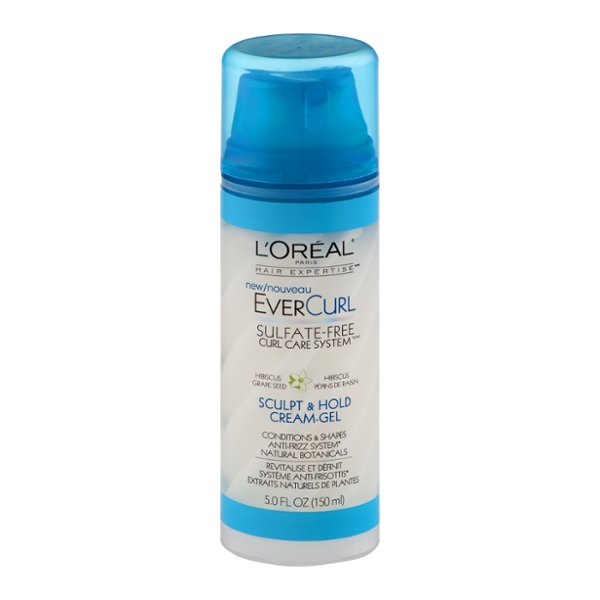 L'ORÉAL®
PARIS
HAIR EXPERTISE™
new/nouveau
EVERCURL
SULFATE-FREE
CURL CARE SYSTEM
HIBISCUS HIBISCUS
GRAPE SEED PÉPINS DE RAISIN
SCULPT & HOLD
CREAM-GEL
CONDITIONS & SHAPES
ANTI-FRIZZ SYSTEM*
NATURAL BOTANICALS
REVITALISE ET DÉFINIT
SYSTÈME ANTI-FRISOTTIS*
EXTRAITS NATURELS DE PLANTES
5.0 FL OZ (150 ml)